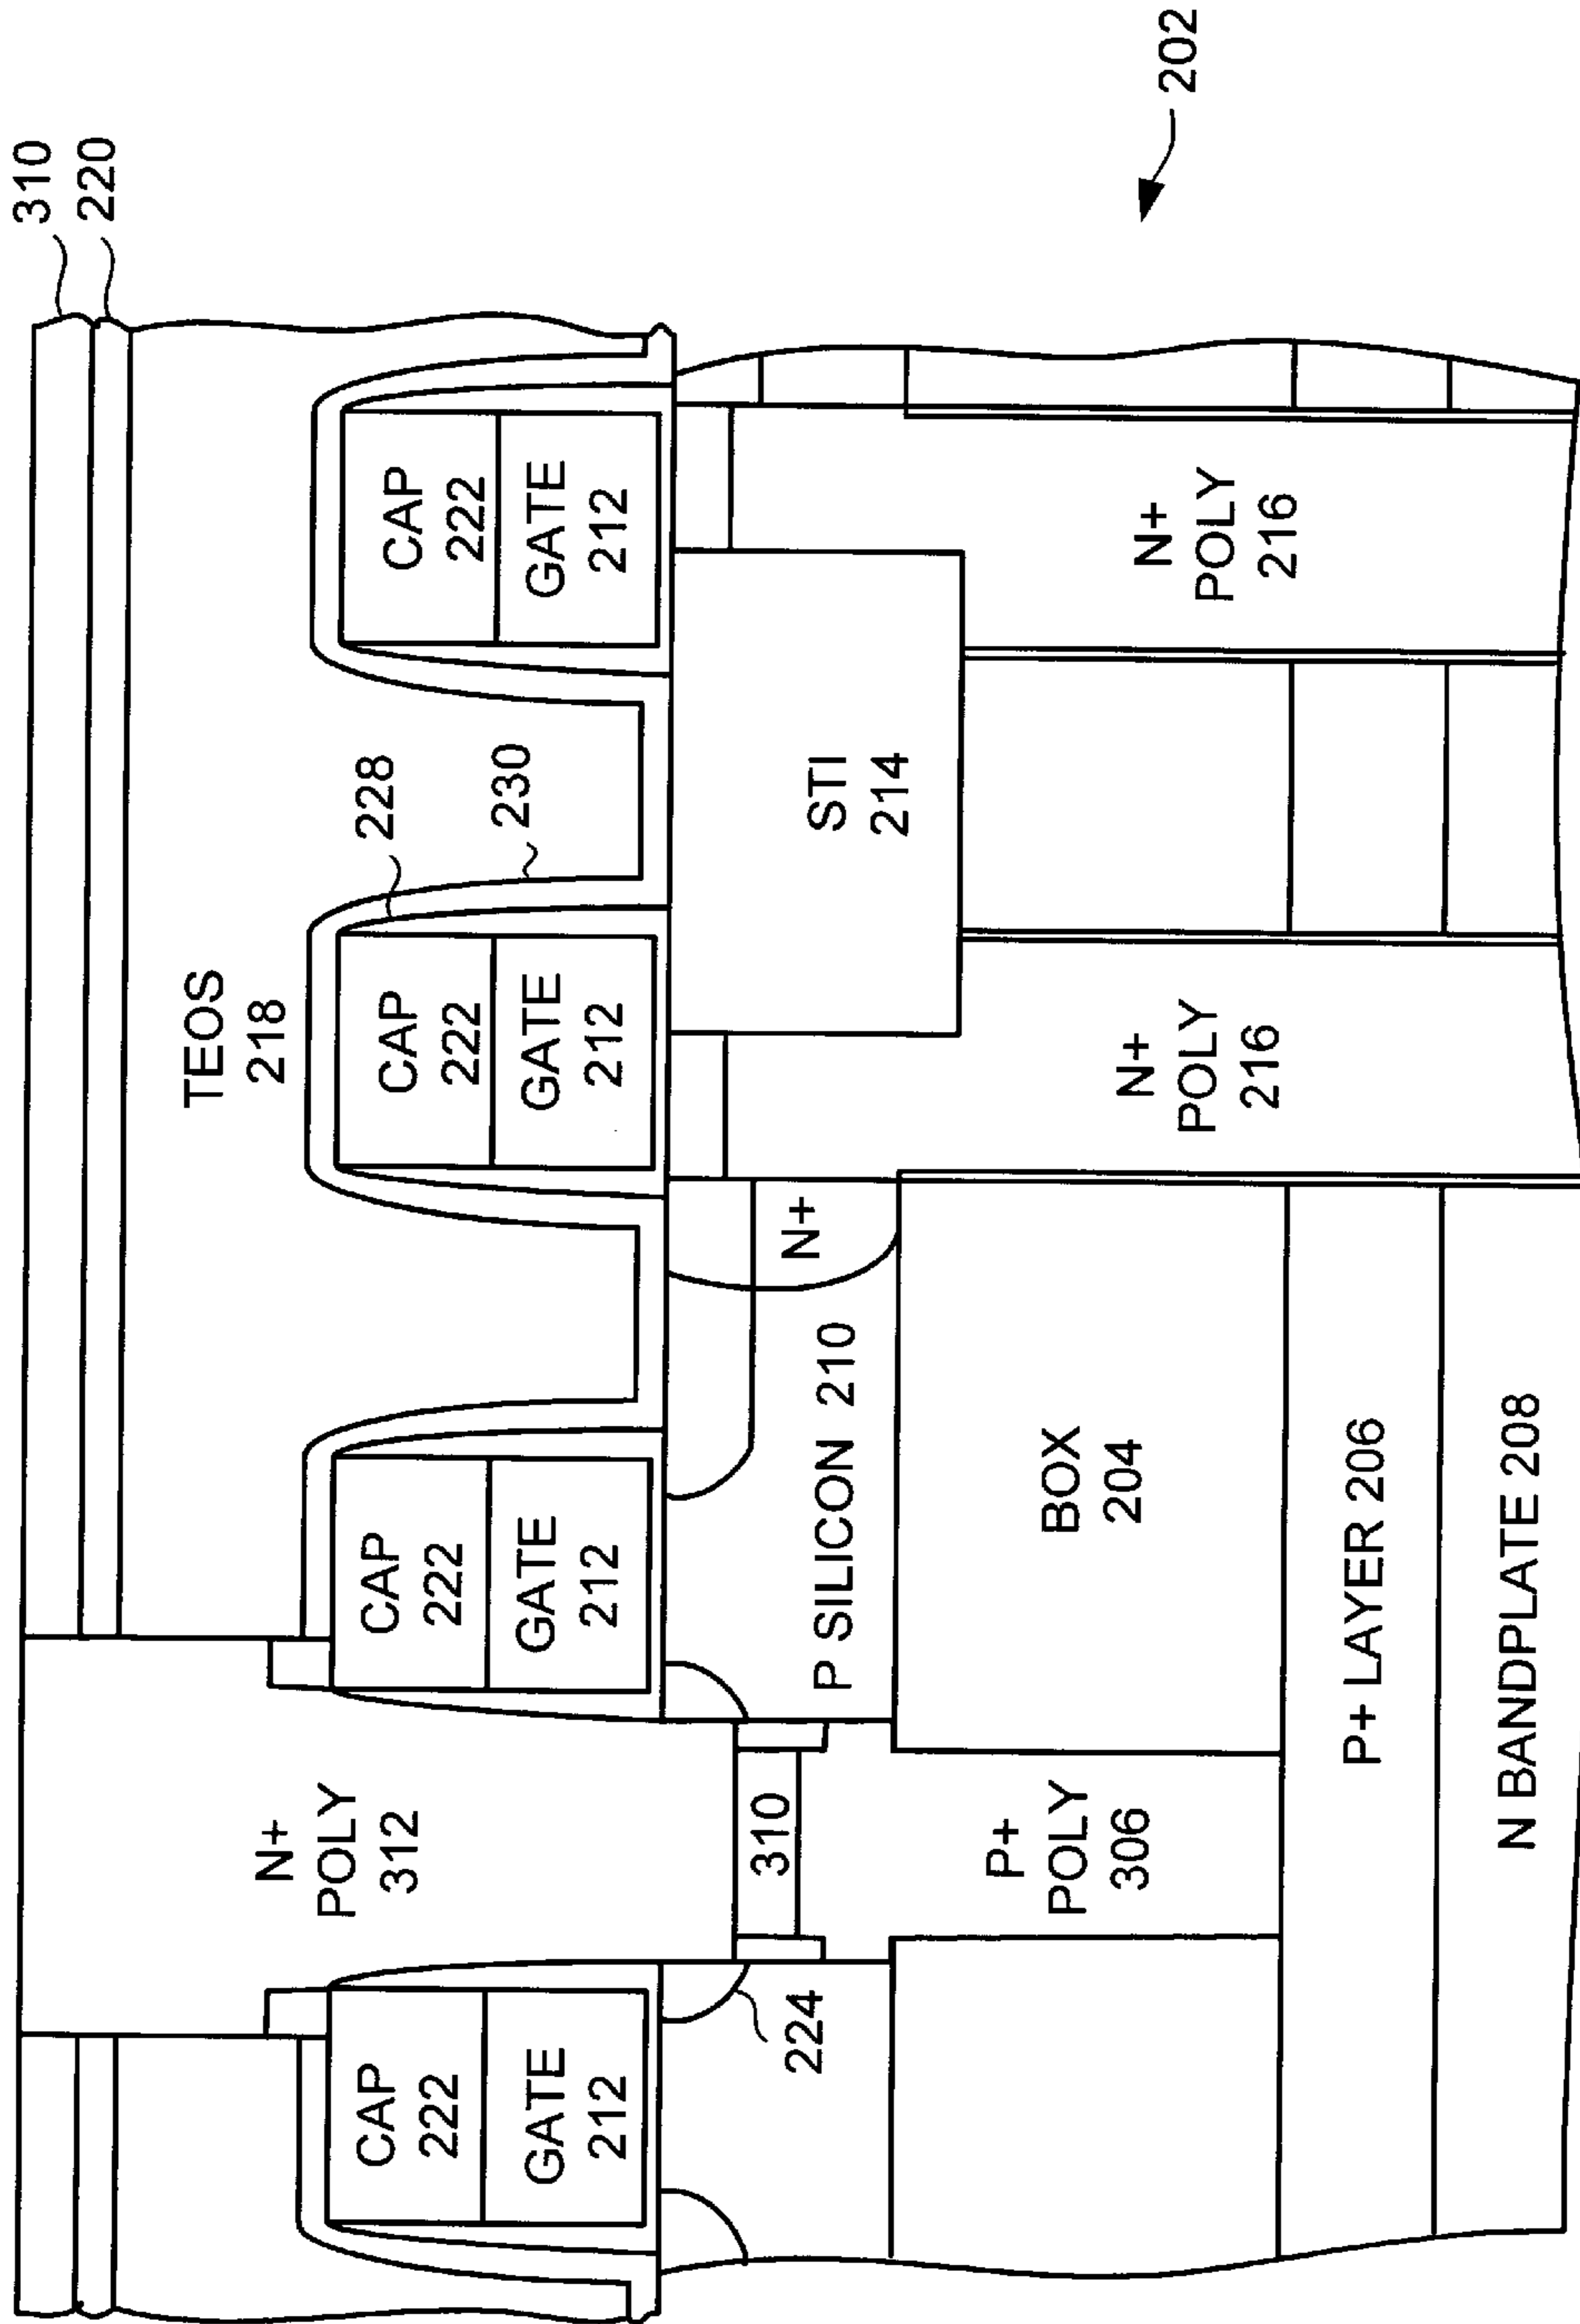 310
220
TEOS
218
228
230
CAP
222
GATE
212
CAP
222
GATE
212
CAP
222
GATE
212
CAP
222
GATE
212
N+
POLY
312
224
310
P SILICON 210
N+
STI
214
P+
POLY
306
BOX
204
N+
POLY
216
N+
POLY
216
P+ LAYER 206
N BANDPLATE 208
202